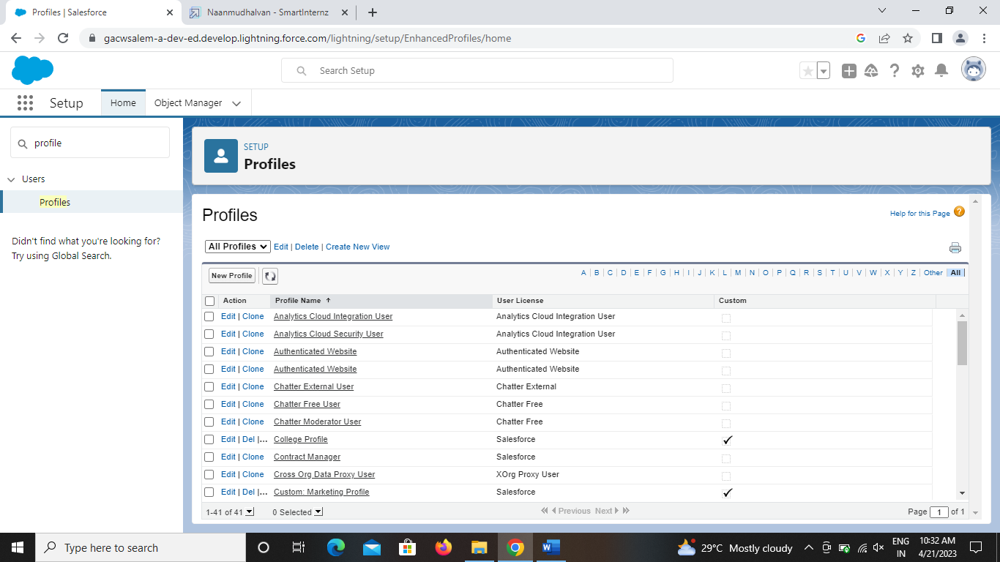 Profiles | Salesforce
Naanmudhalvan - SmartInternz
gacwsalem-a-dev-ed.develop.lightning.force.com/lightning/setup/EnhancedProfiles/home
Search Setup
Setup
Home
Object Manager
profile
Users
Profiles
Didn't find what you're looking for?
Try using Global Search.
SETUP
Profiles
Profiles
Help for this Page ?
All Profiles Edit | Delete | Create New View
New Profile
A | B | C | D | E | F | G | H | I | J | K | L | M | N | O | P | Q | R | S | T | U | V | W | X | Y | Z | Other | All |
Action Profile Name User License Custom
Edit | Clone Analytics Cloud Integration User Analytics Cloud Integration User
Edit | Clone Analytics Cloud Security User Analytics Cloud Integration User
Edit | Clone Authenticated Website Authenticated Website
Edit | Clone Authenticated Website Authenticated Website
Edit | Clone Chatter External User Chatter External
Edit | Clone Chatter Free User Chatter Free
Edit | Clone Chatter Moderator User Chatter Free
Edit | Del |... College Profile Salesforce
Edit | Clone Contract Manager Salesforce
Edit | Clone Cross Org Data Proxy User XOrg Proxy User
Edit | Del |... Custom: Marketing Profile Salesforce
1-41 of 41 0 Selected Previous Next Page 1 of 1
Type here to search
29°C Mostly cloudy
ENG
IN
10:32 AM
4/21/2023